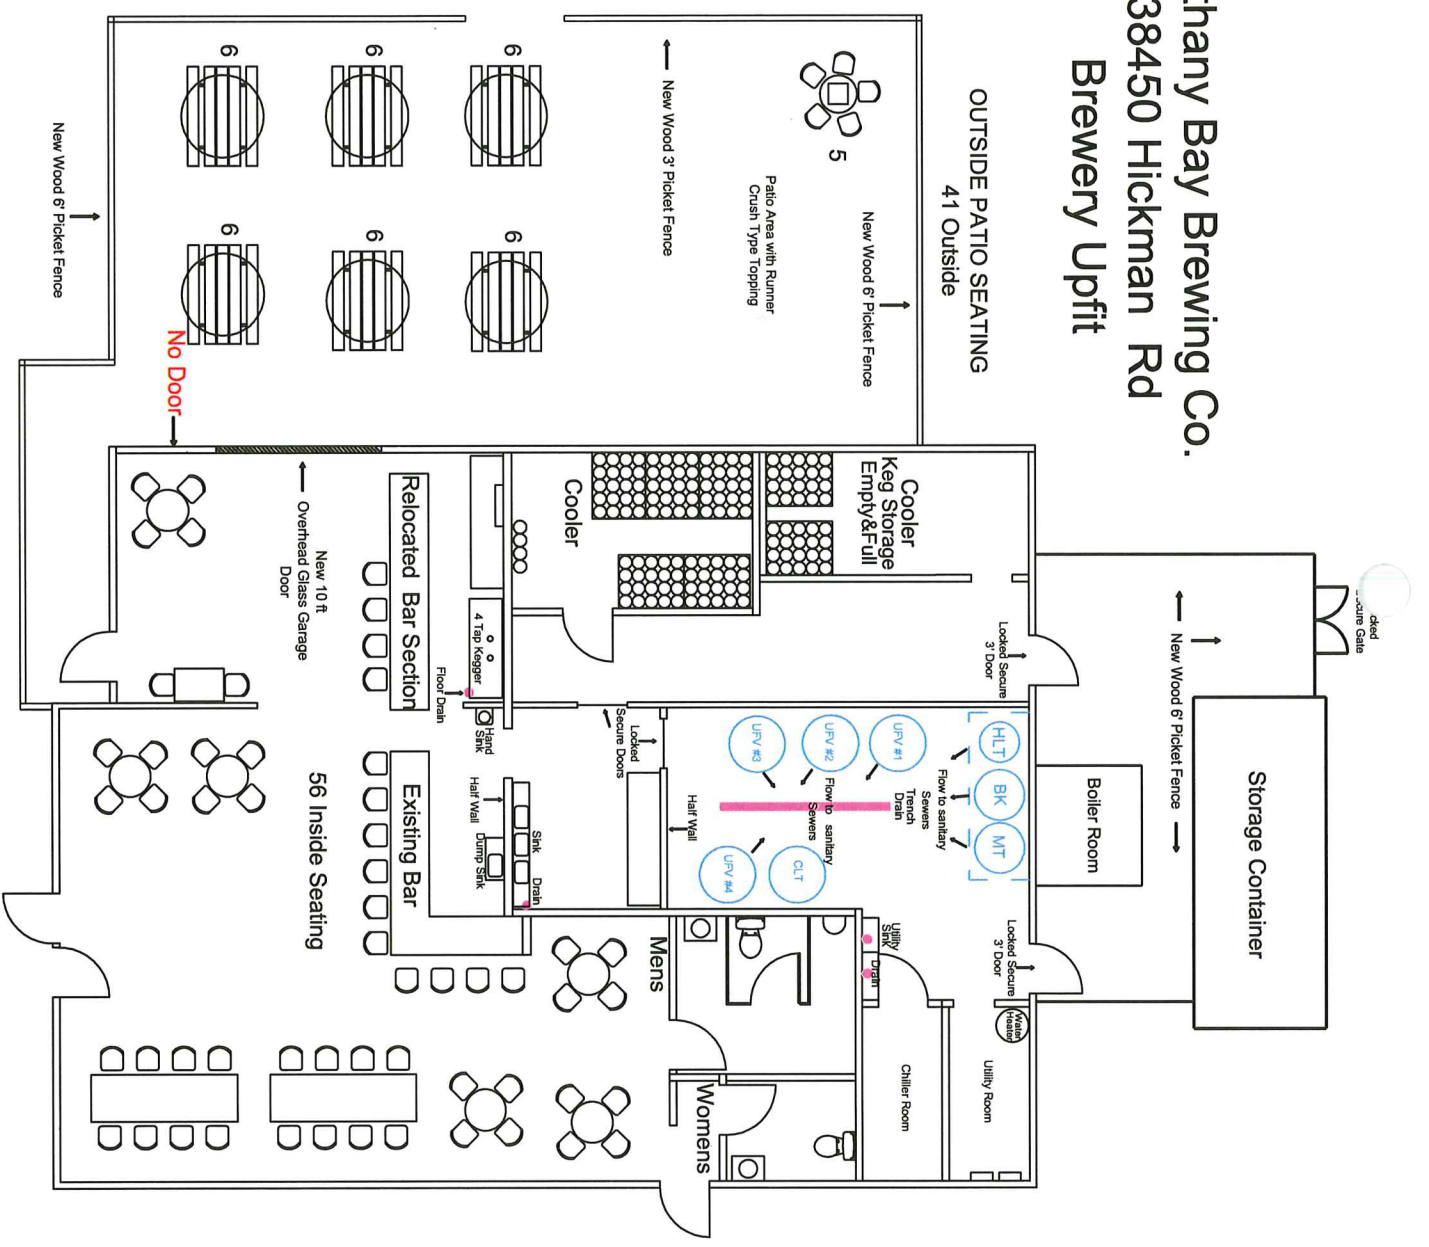 thany Bay Brewing Co.
38450 Hickman Rd
Brewery Upfit
OUTSIDE PATIO SEATING
41 Outside
New Wood 6' Picket Fence
Patio Area with Runner
Crush Type Topping
New Wood 3' Picket Fence
5
6
6
6
6
6
6
New Wood 6' Picket Fence
No Door
cked
cure Gate
New Wood 6' Picket Fence
Storage Container
Boiler Room
Cooler
Keg Storage
Empty&Full
Cooler
Locked Secure
3' Door
Relocated Bar Section
4 Tap Kegger
Floor Drain
New 10 ft
Overhead Glass Garage
Door
Hand
Sink
Locked
Secure Doors
HLT
BK
MT
Flow to sanitary
Sewers
Trench
Drain
UFV #1
UFV #2
UFV #3
Flow to sanitary
Sewers
CLT
UFV #4
Half Wall
Half Wall
Sink
Drain
Dump Sink
Existing Bar
56 Inside Seating
Utility
Sink
Drain
Locked Secure
3' Door
Water
Heater
Utility Room
Chiller Room
Mens
Womens